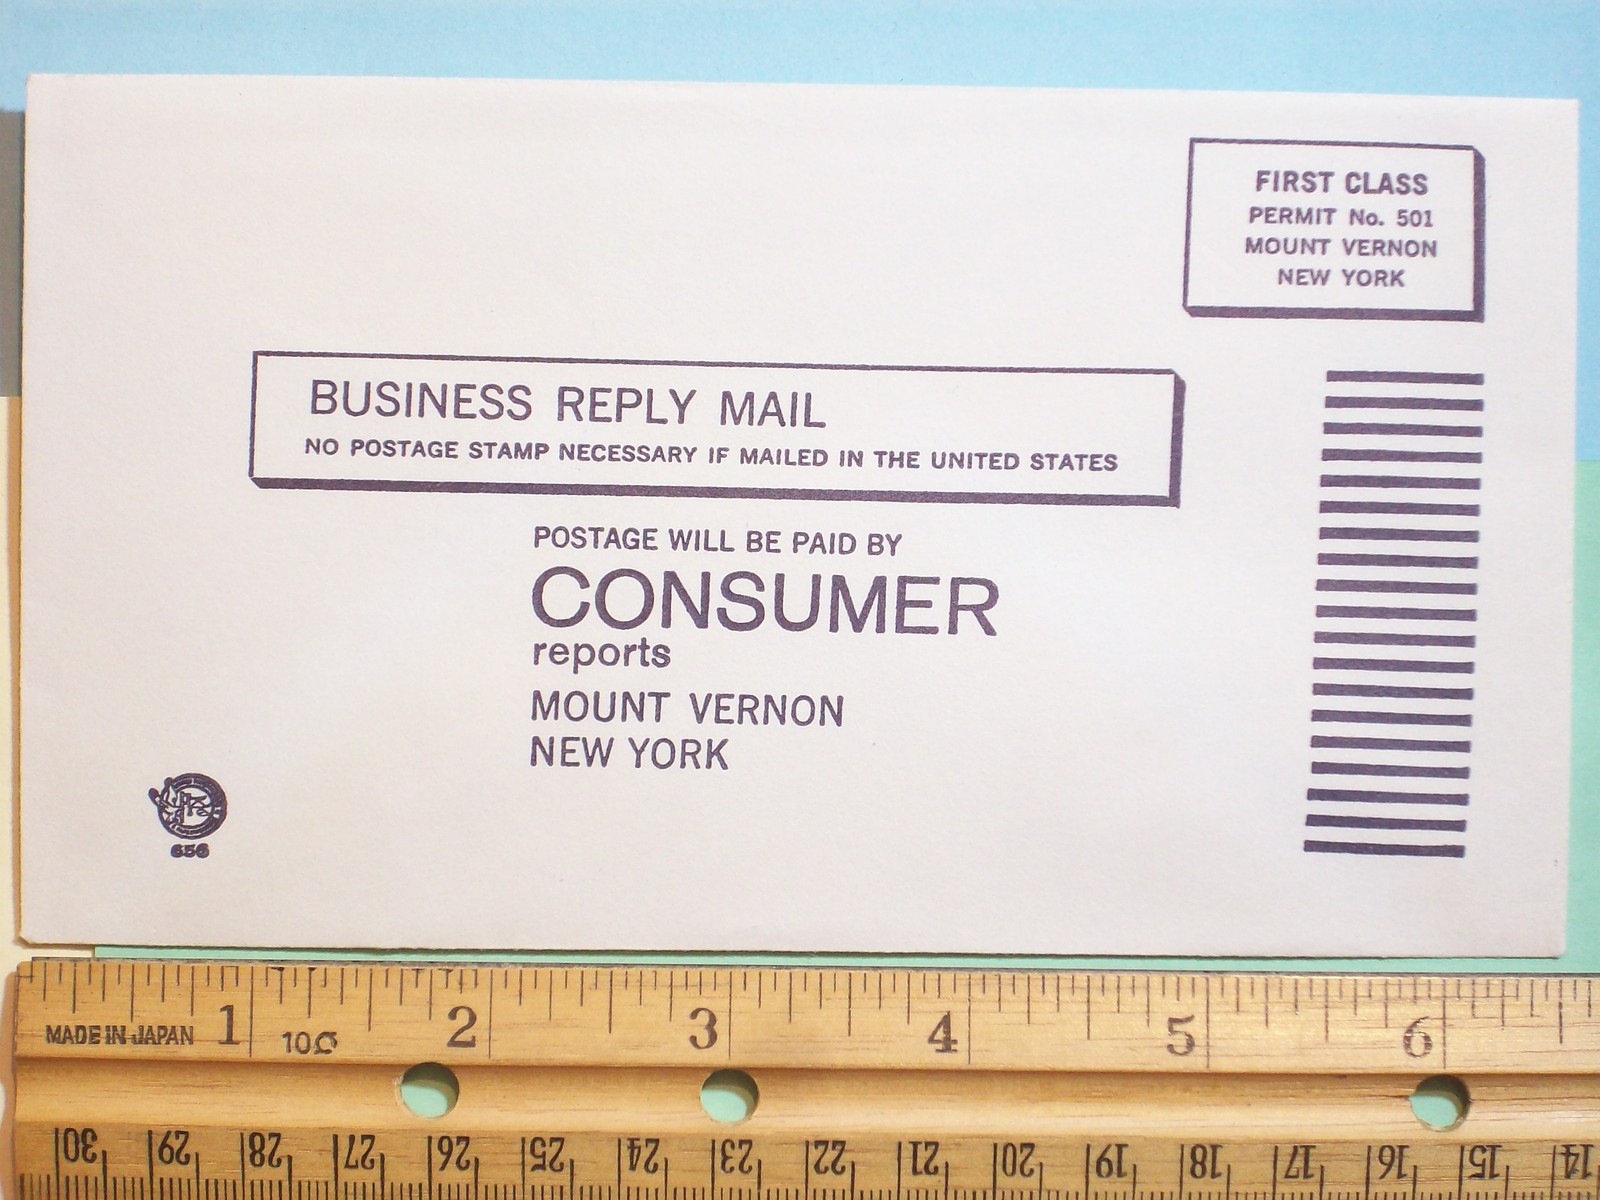 FIRST CLASS
PERMIT No. 501
MOUNT VERNON
NEW YORK
BUSINESS REPLY MAIL
NO POSTAGE STAMP NECESSARY IF MAILED IN THE UNITED STATES
POSTAGE WILL BE PAID BY
CONSUMER
reports
MOUNT VERNON
NEW YORK
656
1 2 3 4 5 6
MADE IN JAPAN 10¢
30 29 28 27 26 25 24 23 22 21 20 19 18 17 16 15 14